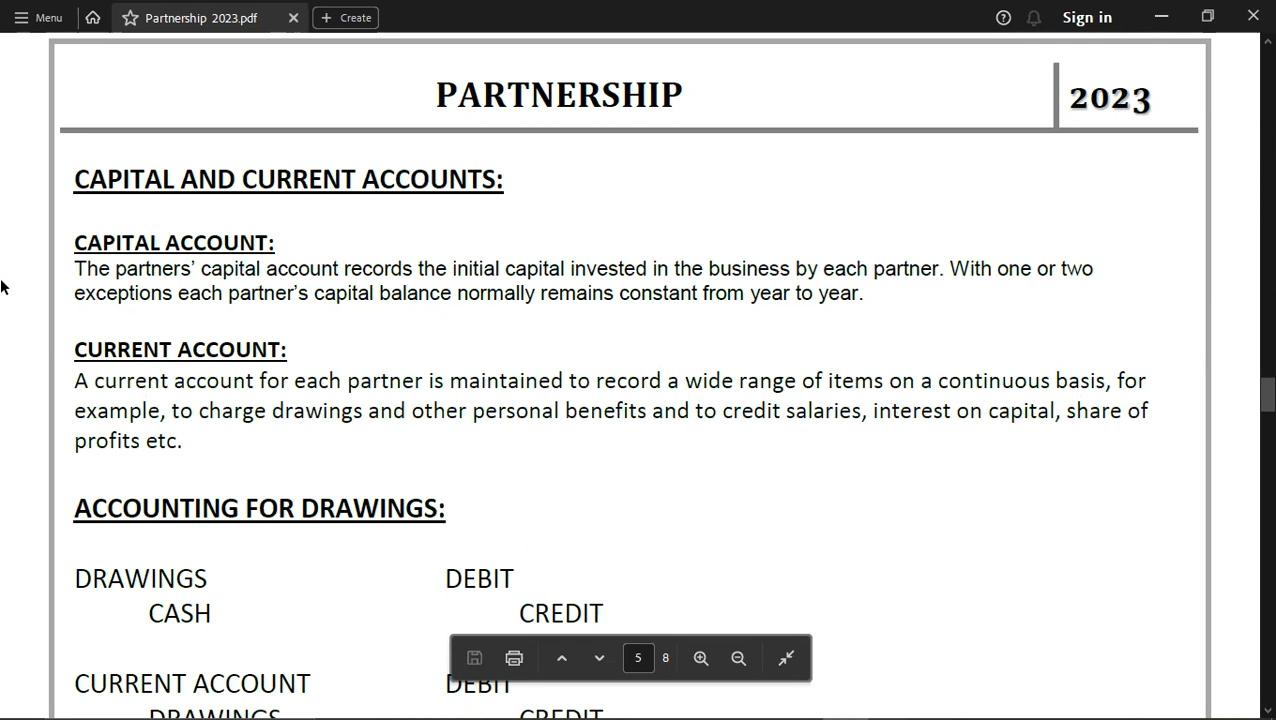 Menu
Partnership 2023.pdf
Create
Sign in
PARTNERSHIP
2023
CAPITAL AND CURRENT ACCOUNTS:
CAPITAL ACCOUNT:
The partners’ capital account records the initial capital invested in the business by each partner. With one or two
exceptions each partner’s capital balance normally remains constant from year to year.
CURRENT ACCOUNT:
A current account for each partner is maintained to record a wide range of items on a continuous basis, for
example, to charge drawings and other personal benefits and to credit salaries, interest on capital, share of
profits etc.
ACCOUNTING FOR DRAWINGS:
DRAWINGS DEBIT
CASH CREDIT
5 8
CURRENT ACCOUNT DEBIT
DRAWINGS CREDIT